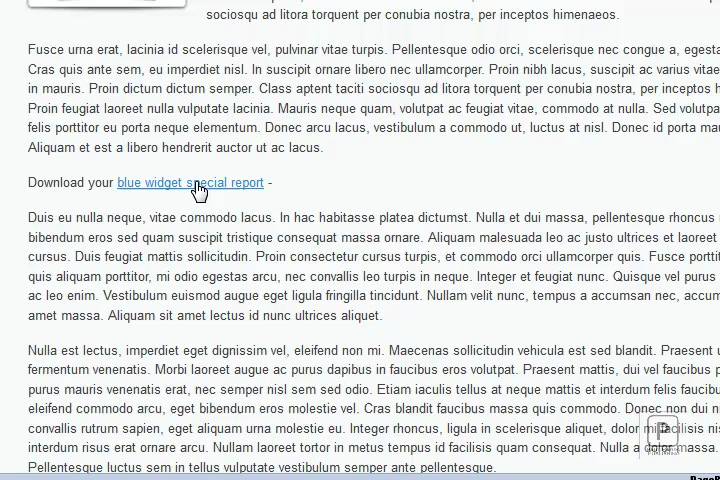 sociosqu ad litora torquent per conubia nostra, per inceptos himenaeos.
Fusce urna erat, lacinia id scelerisque vel, pulvinar vitae turpis. Pellentesque odio orci, scelerisque nec congue a, egesta
Cras quis ante sem, eu imperdiet nisl. In suscipit ornare libero nec ullamcorper. Proin nibh lacus, suscipit ac varius vitae
in mauris. Proin dictum dictum semper. Class aptent taciti sociosqu ad litora torquent per conubia nostra, per inceptos h
Proin feugiat laoreet nulla vulputate lacinia. Mauris neque quam, volutpat ac feugiat vitae, commodo at nulla. Sed volutpa
felis porttitor eu porta neque elementum. Donec arcu lacus, vestibulum a commodo ut, luctus at nisl. Donec id porta mau
Aliquam et est a libero hendrerit auctor ut ac lacus.
Download your blue widget special report -
Duis eu nulla neque, vitae commodo lacus. In hac habitasse platea dictumst. Nulla et dui massa, pellentesque rhoncus
bibendum eros sed quam suscipit tristique consequat massa ornare. Aliquam malesuada leo ac justo ultrices et laoreet
cursus. Duis feugiat mattis sollicitudin. Proin consectetur cursus turpis, et commodo orci ullamcorper quis. Fusce portti
quis aliquam porttitor, mi odio egestas arcu, nec convallis leo turpis in neque. Integer et feugiat nunc. Quisque vel purus
ac leo enim. Vestibulum euismod augue eget ligula fringilla tincidunt. Nullam velit nunc, tempus a accumsan nec, accum
amet massa. Aliquam sit amet lectus id nunc ultrices aliquet.
Nulla est lectus, imperdiet eget dignissim vel, eleifend non mi. Maecenas sollicitudin vehicula est sed blandit. Praesent u
fermentum venenatis. Morbi laoreet augue ac purus dapibus in faucibus eros volutpat. Praesent mattis, dui vel faucibus p
purus mauris venenatis erat, nec semper nisl sem sed odio. Etiam iaculis tellus at neque mattis et interdum felis faucibu
eleifend commodo arcu, eget bibendum eros molestie vel. Cras blandit faucibus massa quis commodo. Donec non dui
convallis rutrum sapien, eget aliquam urna molestie eu. Integer rhoncus, ligula in scelerisque aliquet, dolor mi facilisis nis
interdum risus erat ornare arcu. Nullam laoreet tortor in metus tempus id facilisis quam consequat. Nulla a dolor massa.
Pellentesque luctus sem in tellus vulputate vestibulum semper ante pellentesque.
P